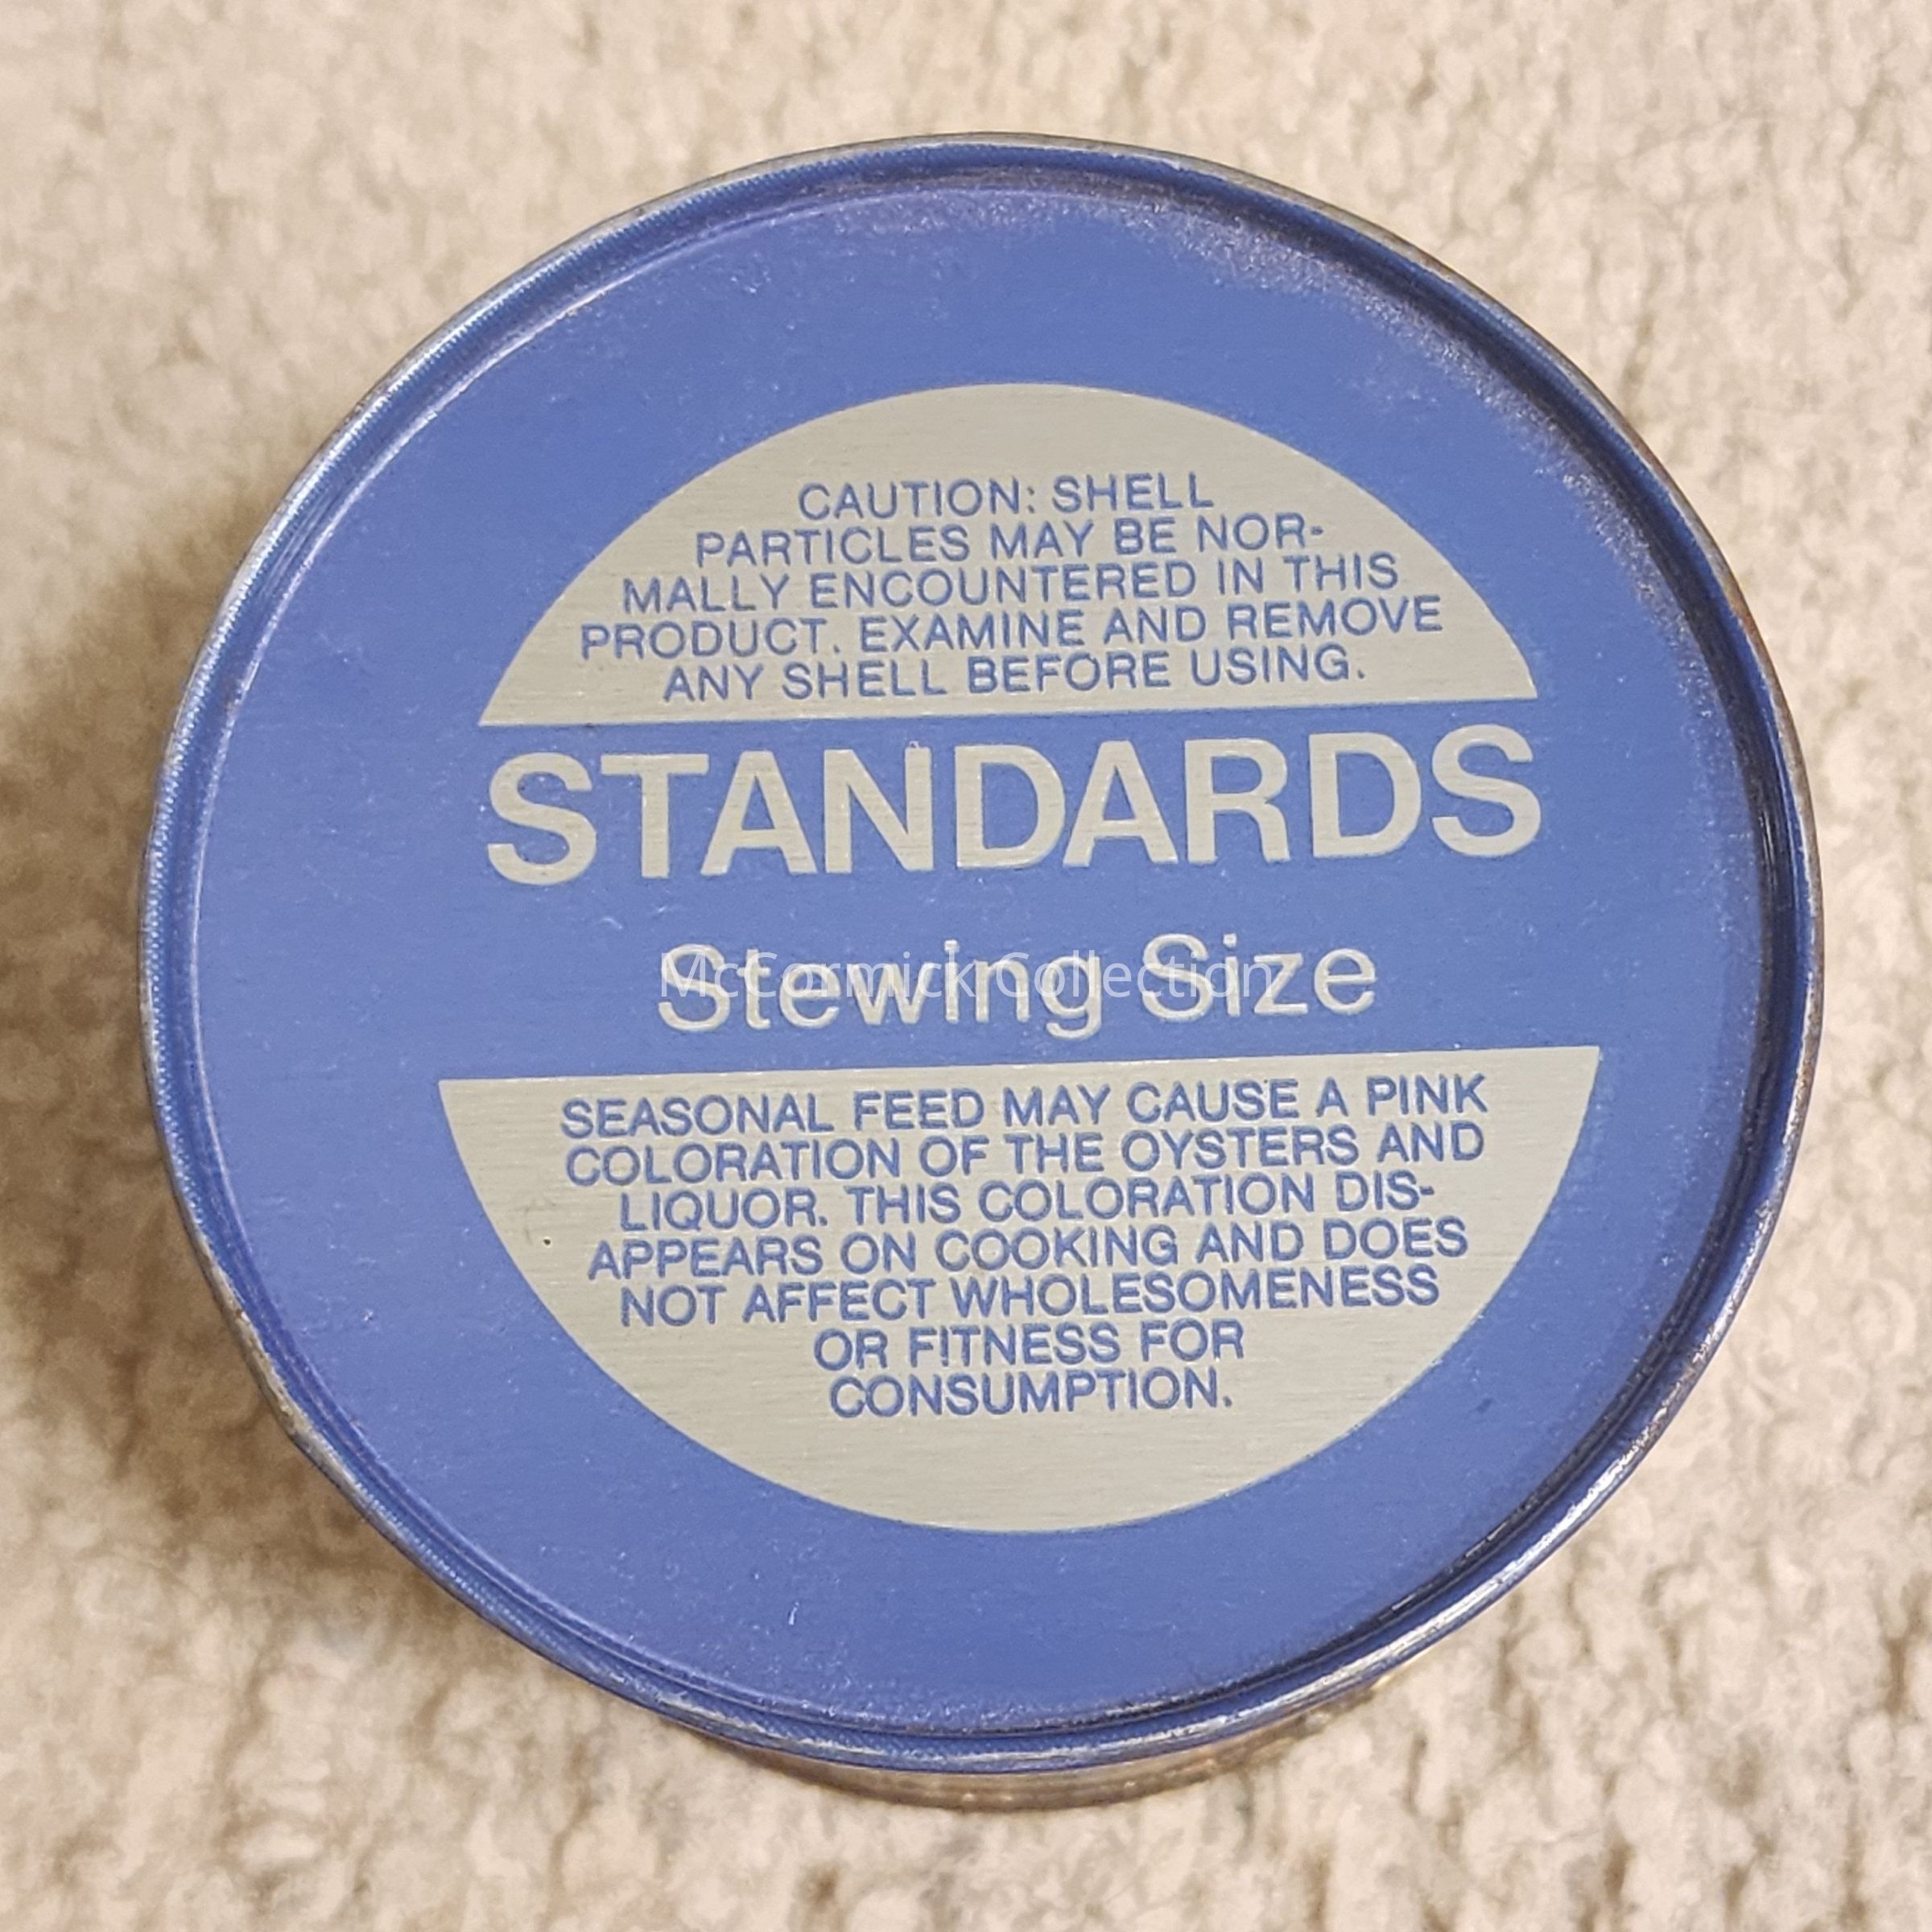 CAUTION: SHELL
PARTICLES MAY BE NOR-
MALLY ENCOUNTERED IN THIS
PRODUCT. EXAMINE AND REMOVE
ANY SHELL BEFORE USING.
STANDARDS
Stewing Size
McCormick Collection
SEASONAL FEED MAY CAUSE A PINK
COLORATION OF THE OYSTERS AND
LIQUOR. THIS COLORATION DIS-
APPEARS ON COOKING AND DOES
NOT AFFECT WHOLESOMENESS
OR FITNESS FOR
CONSUMPTION.